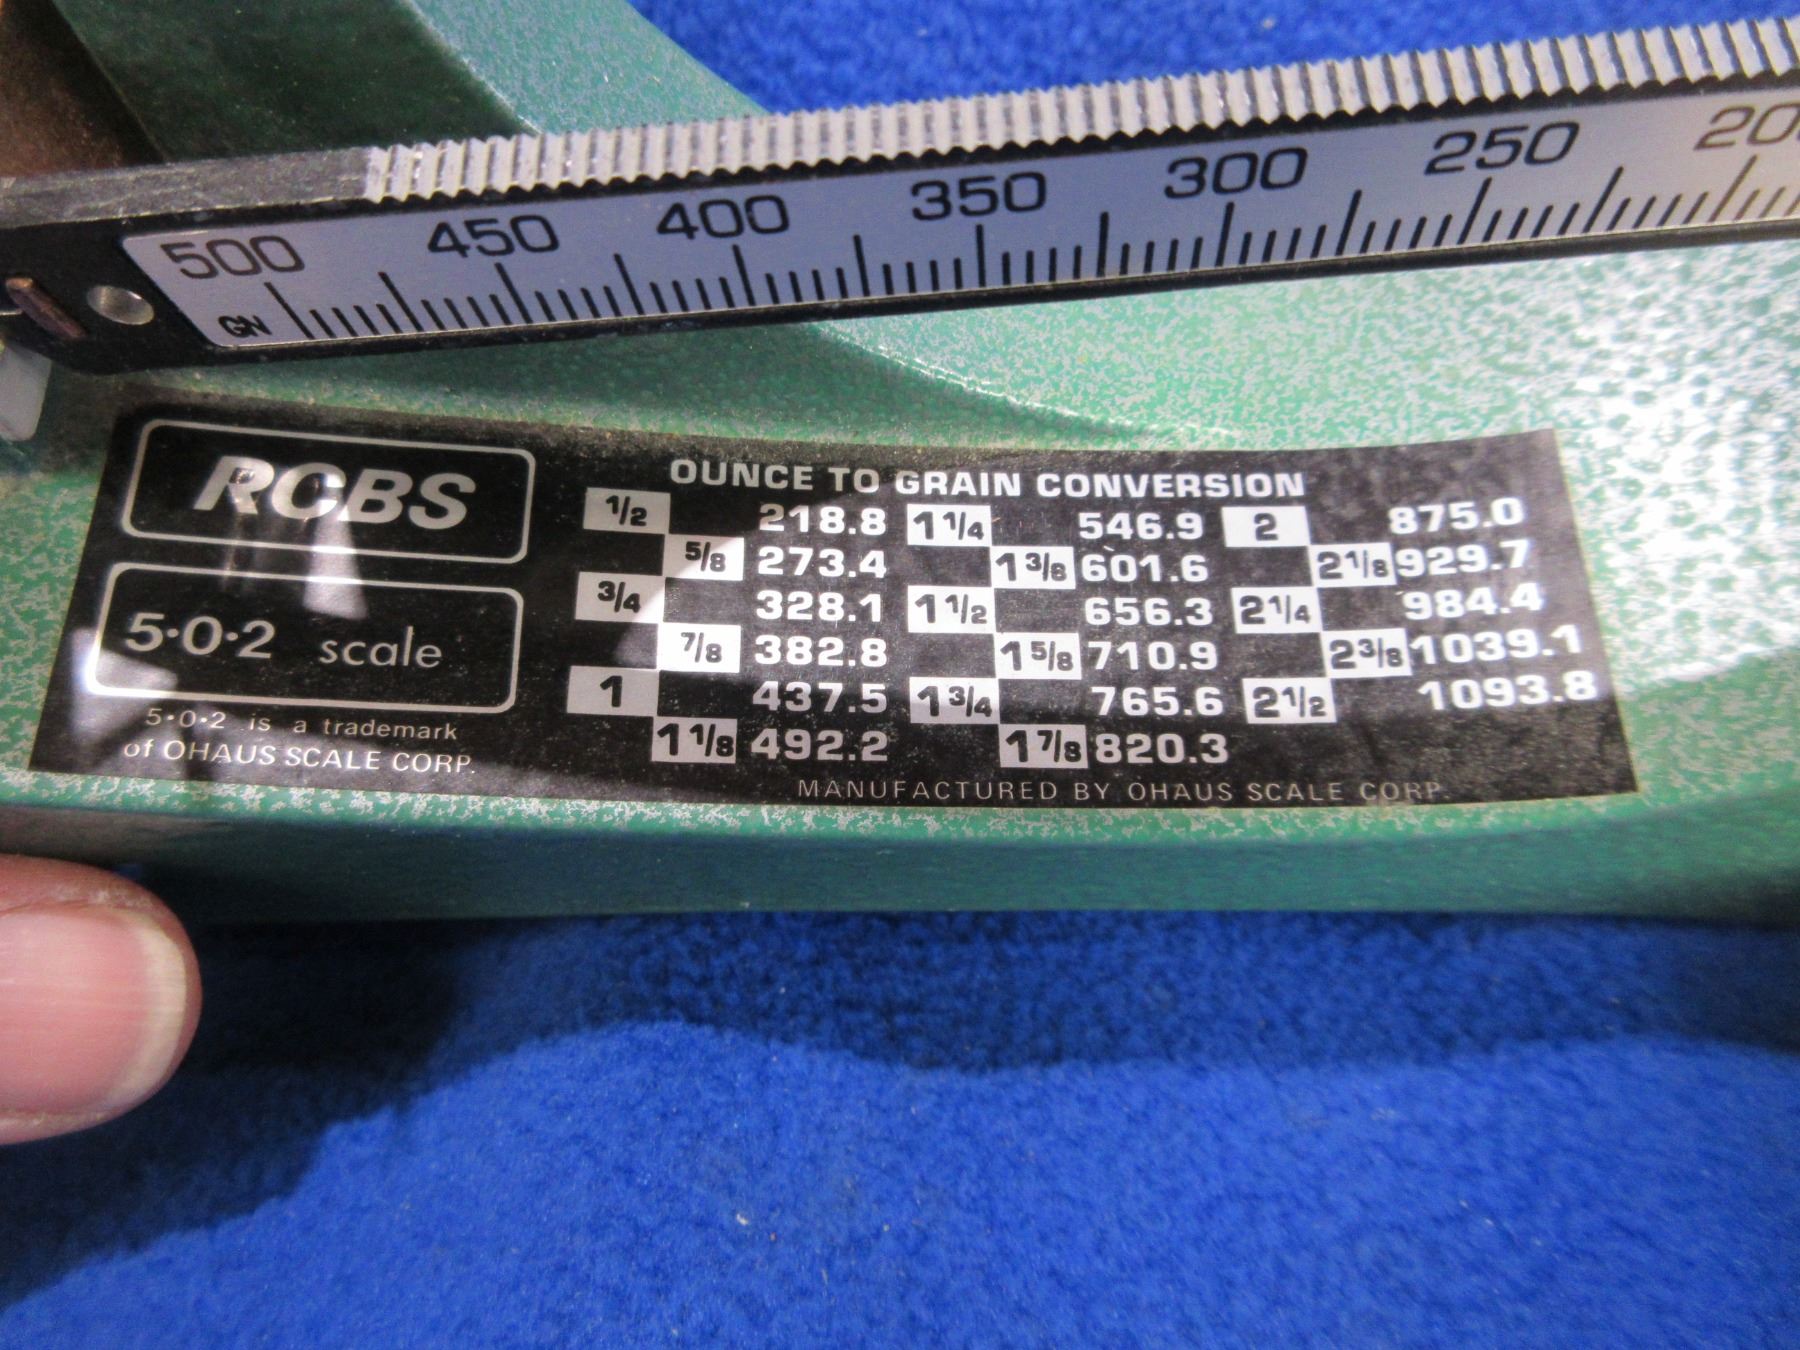 500 450 400 350 300 250
GN
RCBS
5·0·2 scale
5·0·2 is a trademark
of OHAUS SCALE CORP.
OUNCE TO GRAIN CONVERSION
1/2 218.8 1 1/4 546.9 2 875.0
5/8 273.4 1 3/8 601.6 2 1/8 929.7
3/4 328.1 1 1/2 656.3 2 1/4 984.4
7/8 382.8 1 5/8 710.9 2 3/8 1039.1
1 437.5 1 3/4 765.6 2 1/2 1093.8
1 1/8 492.2 1 7/8 820.3
MANUFACTURED BY OHAUS SCALE CORP.